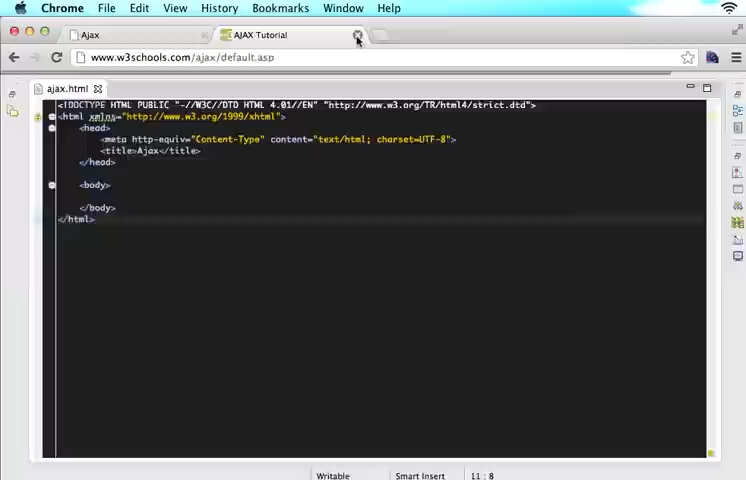 Chrome File Edit View History Bookmarks Window Help
Ajax AJAX Tutorial
www.w3schools.com/ajax/default.asp
ajax.html
<!DOCTYPE HTML PUBLIC "-//W3C//DTD HTML 4.01//EN" "http://www.w3.org/TR/html4/strict.dtd">
<html xmlns="http://www.w3.org/1999/xhtml">
<head>
<meta http-equiv="Content-Type" content="text/html; charset=UTF-8">
<title>Ajax</title>
</head>
<body>
</body>
</html>
Writable Smart Insert 11 : 8